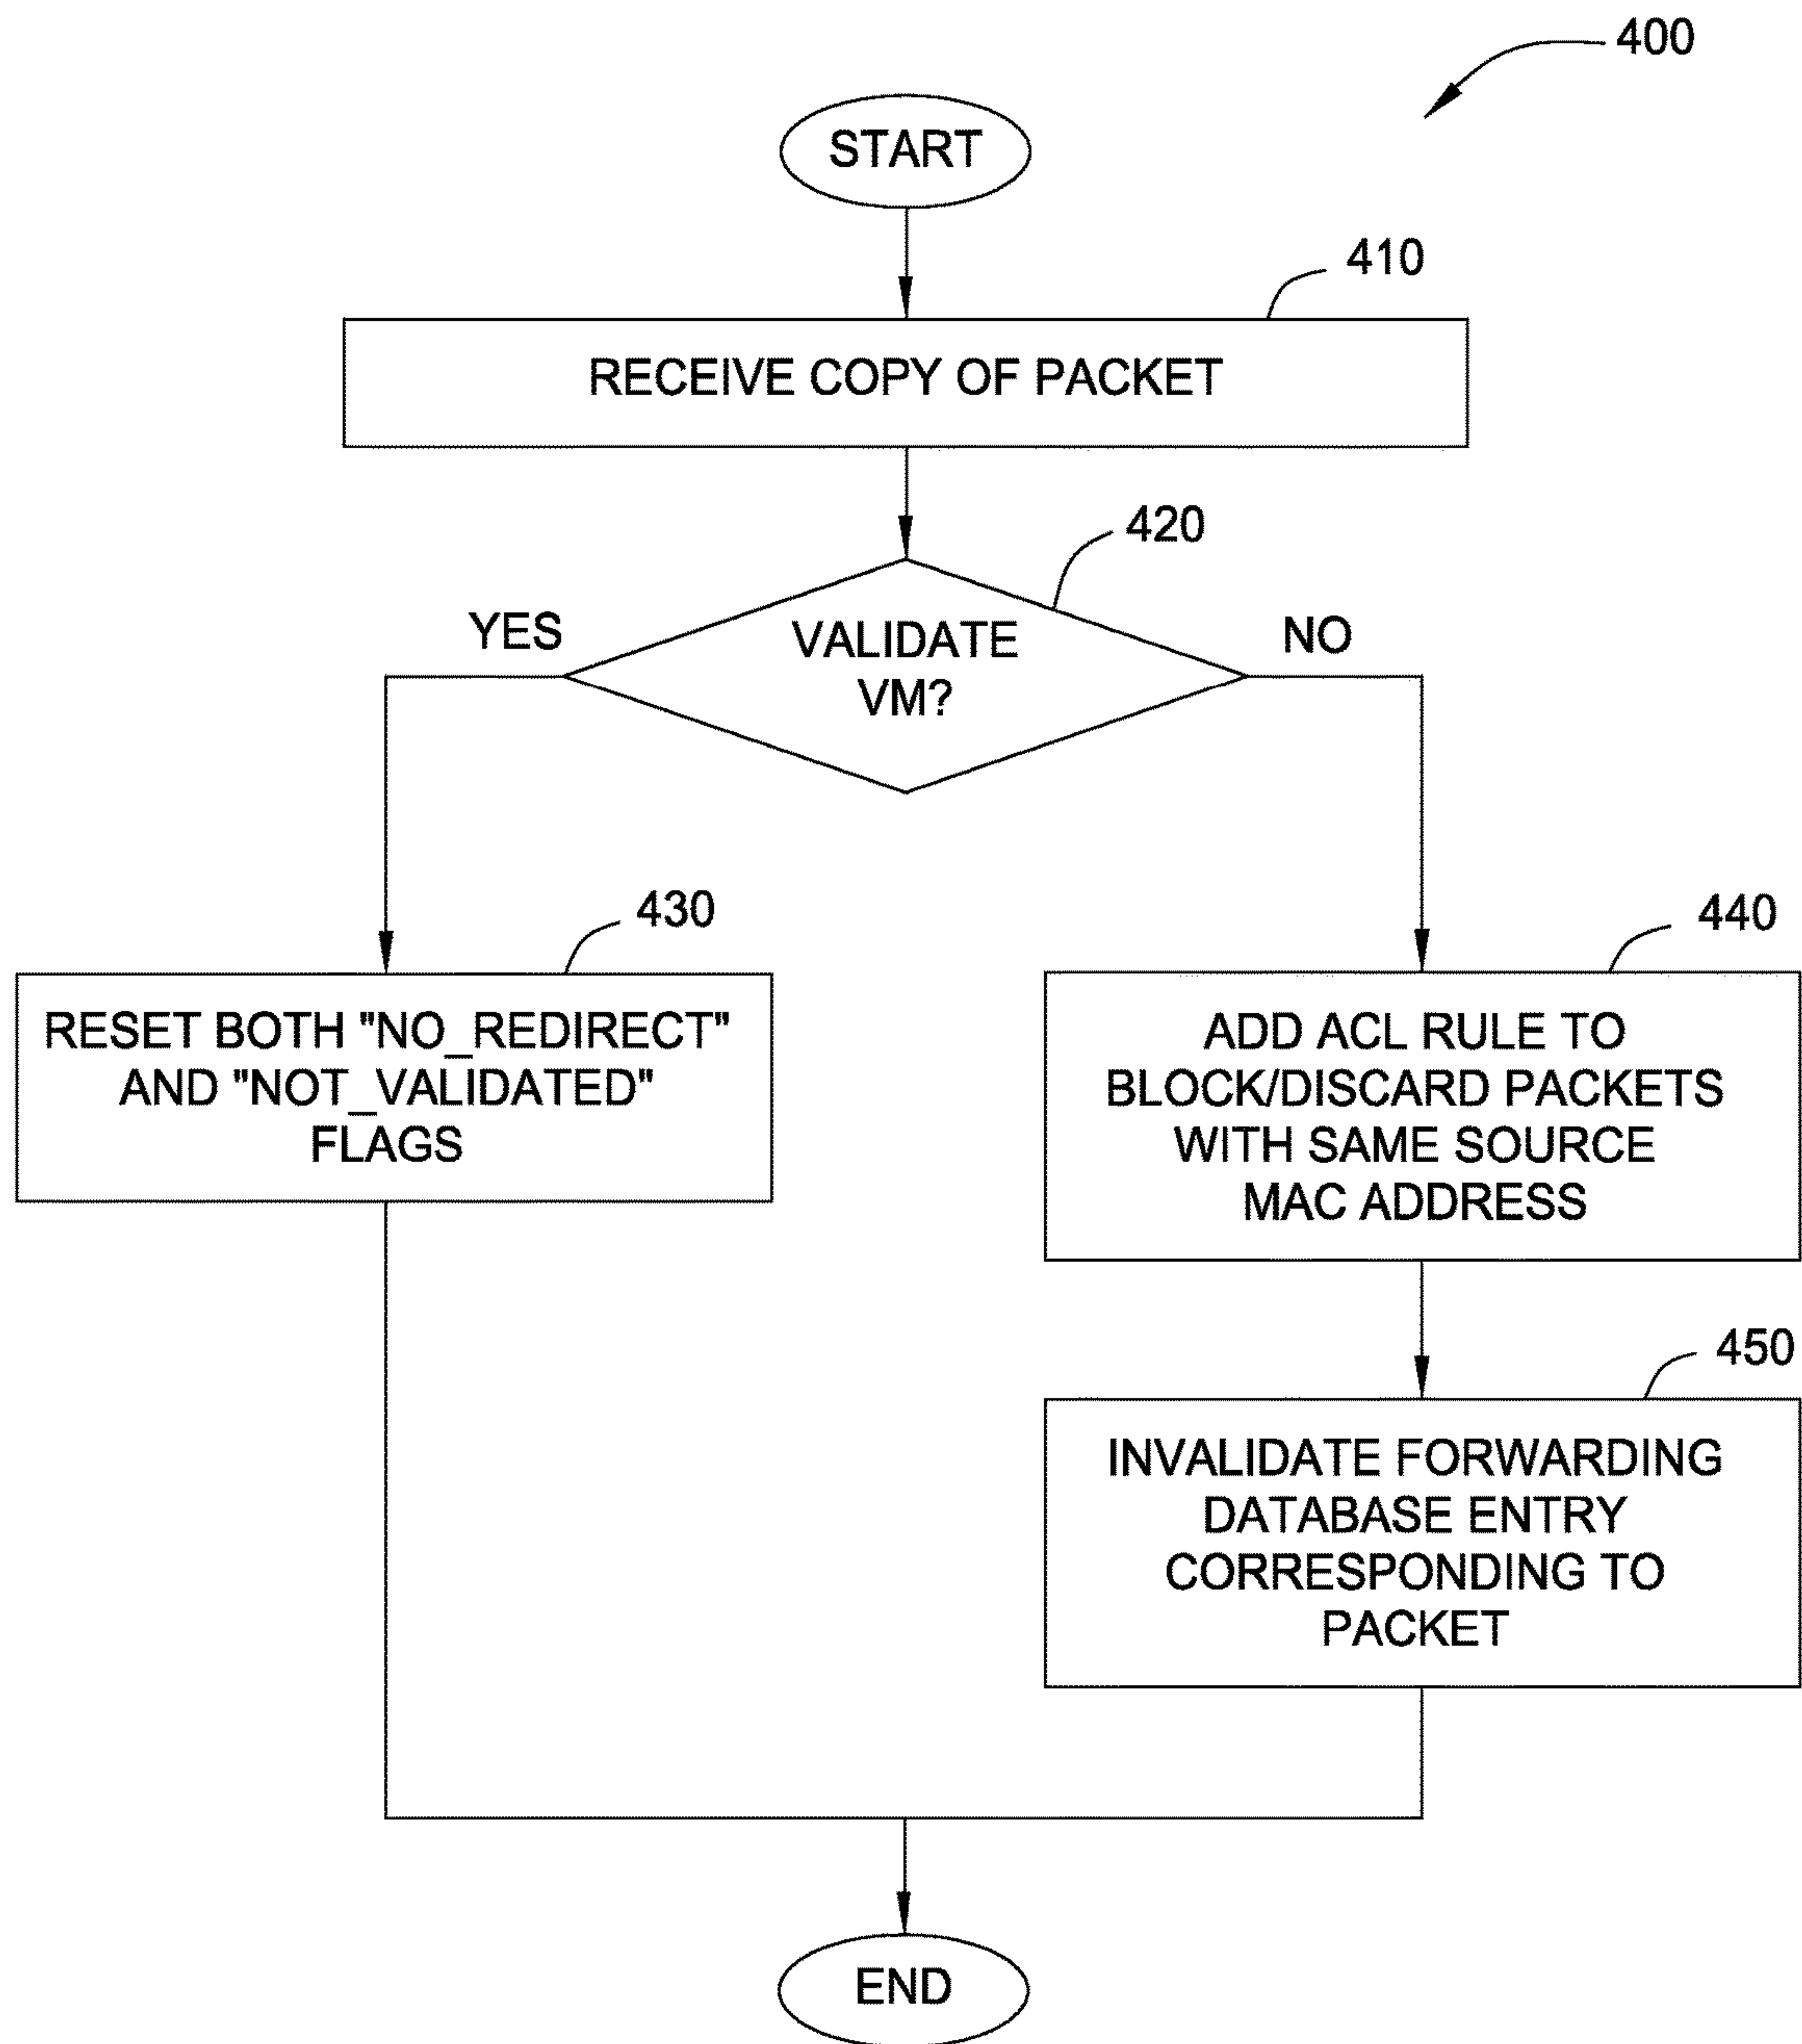 400
START
410
RECEIVE COPY OF PACKET
420
YES
VALIDATE
VM?
NO
430
RESET BOTH "NO_REDIRECT"
AND "NOT_VALIDATED"
FLAGS
440
ADD ACL RULE TO
BLOCK/DISCARD PACKETS
WITH SAME SOURCE
MAC ADDRESS
450
INVALIDATE FORWARDING
DATABASE ENTRY
CORRESPONDING TO
PACKET
END